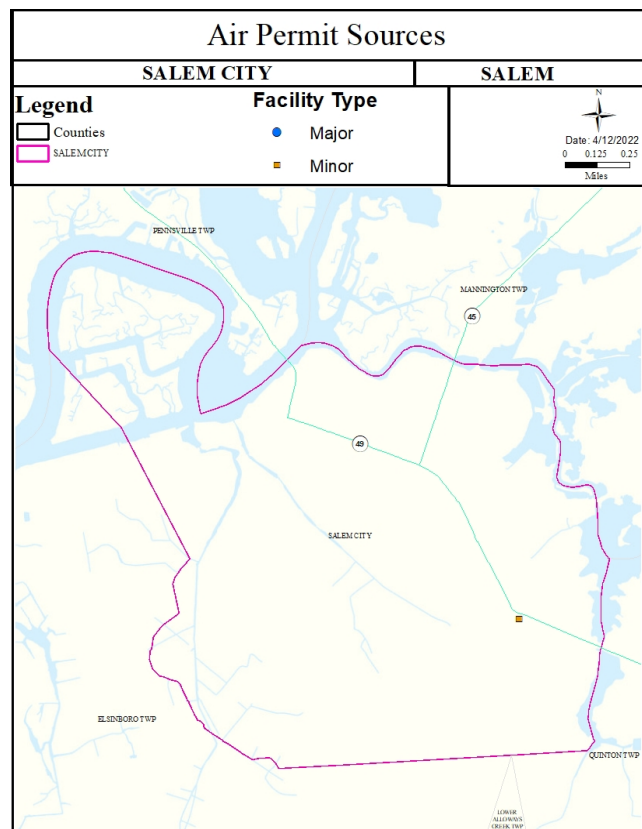 Air Permit Sources
SALEM CITY
SALEM
Legend
Counties
SALEMCITY
Facility Type
Major
Minor
N
Date: 4/12/2022
0 0.125 0.25
Miles
PENNSVILLE TWP
MANNINGTON TWP
45
49
SALEM CITY
ELSINBORO TWP
QUINTON TWP
LOWER
ALLOWAYS
CREEK TWP